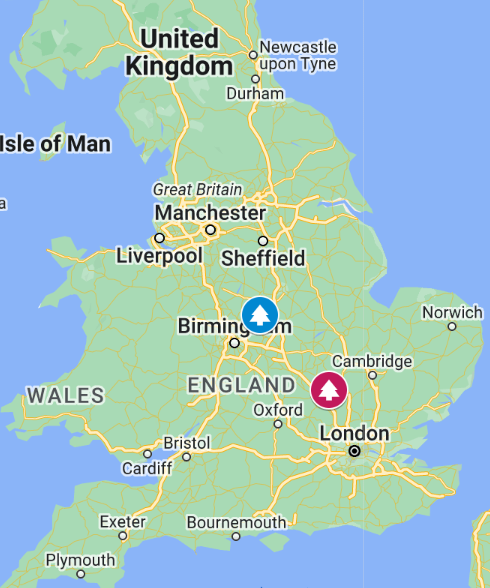 United
Kingdom
Newcastle
upon Tyne
Durham
Isle of Man
a
Great Britain
Manchester
Liverpool
Sheffield
Norwich
Birmingham
Cambridge
WALES
ENGLAND
Oxford
London
Bristol
Cardiff
Exeter
Bournemouth
Plymouth